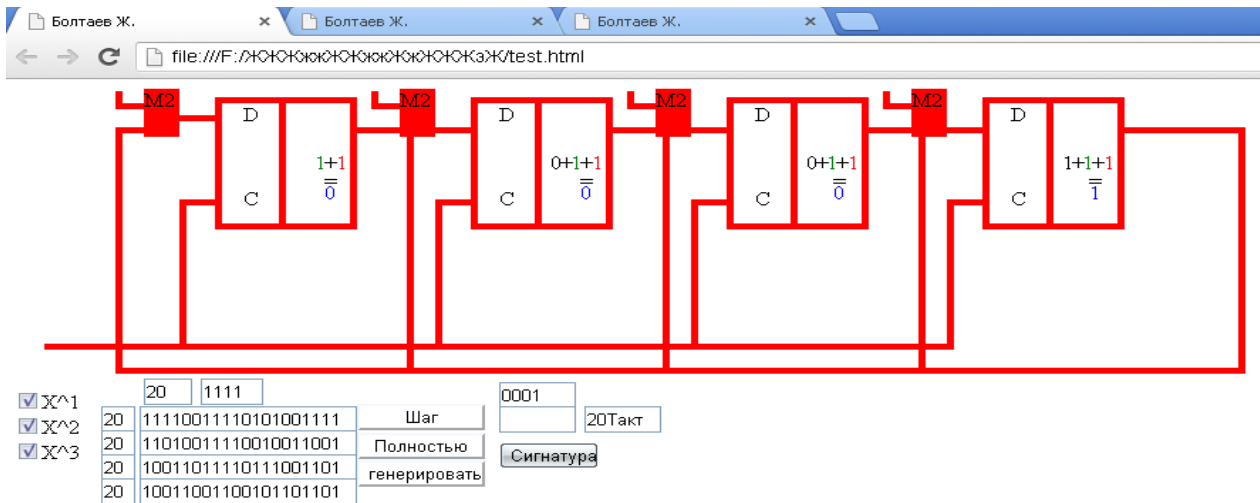 Болтаев Ж.
Болтаев Ж.
Болтаев Ж.
file:///F:/ЖЖЖжжЖЖжжЖжЖЖЖэЖ/test.html
M2 M2 M2 M2
D D D D
1+1 0+1+1 0+1+1 1+1+1
= = = =
0 0 0 1
C C C C
20 1111
0001
X^1
20 11110011110101001111 Шаг
20Такт
X^2
20 11010011110010011001 Полностью
X^3
20 10011011110111001101 генерировать
Сигнатура
20 10011001100101101101